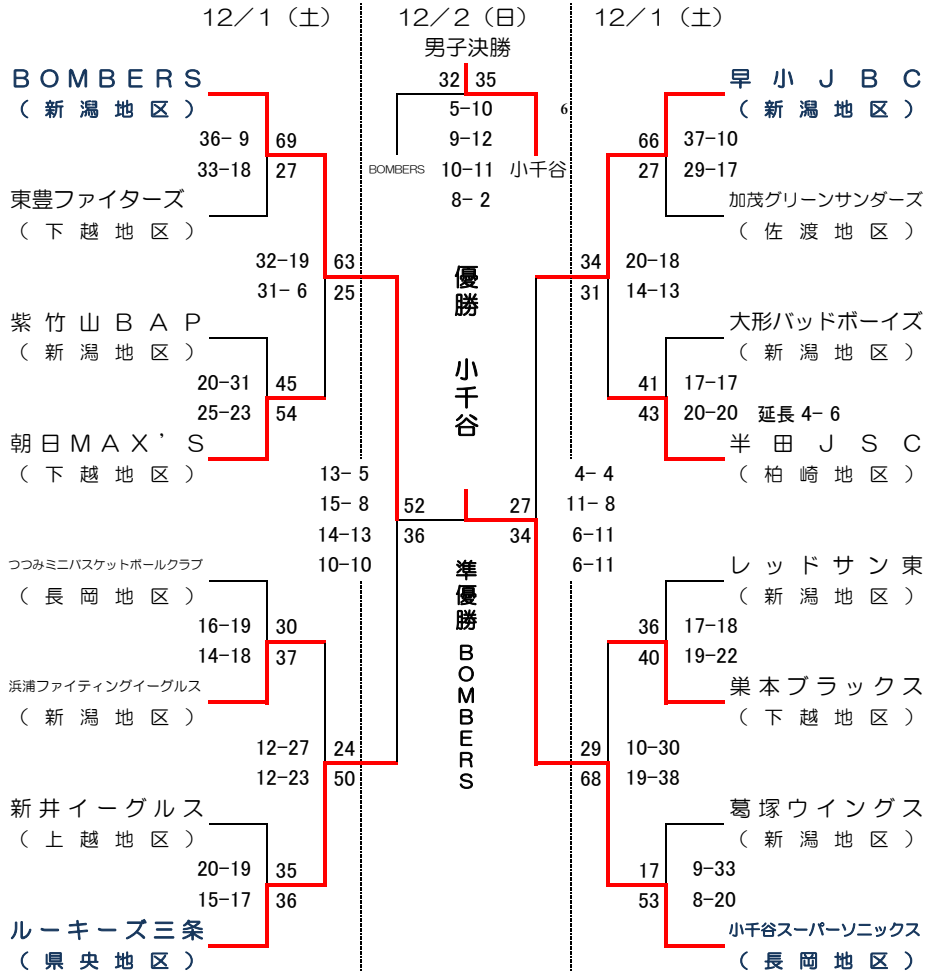 12/1（土）
12/2（日）
12/1（土）
男子決勝
32 35
5-10
9-12
10-11
8- 2
6
BOMBERS
小千谷
BOMBERS
（新潟地区）
36- 9 69
33-18 27
東豊ファイターズ
（下越地区）
32-19 63
31- 6 25
紫竹山BAP
（新潟地区）
20-31 45
25-23 54
朝日MAX'S
（下越地区）
13- 5
15- 8
14-13
10-10
52
36
つつみミニバスケットボールクラブ
（長岡地区）
16-19 30
14-18 37
浜浦ファイティングイーグルス
（新潟地区）
12-27 24
12-23 50
新井イーグルス
（上越地区）
20-19 35
15-17 36
ルーキーズ三条
（県央地区）
優勝 小千谷
準優勝 BOMBERS
早小JBC
（新潟地区）
66 37-10
27 29-17
加茂グリーンサンダーズ
（佐渡地区）
34 20-18
31 14-13
大形バッドボーイズ
（新潟地区）
41 17-17
43 20-20 延長 4- 6
半田JSC
（柏崎地区）
4- 4
11- 8
6-11
6-11
27
34
レッドサン東
（新潟地区）
36 17-18
40 19-22
巣本ブラックス
（下越地区）
29 10-30
68 19-38
葛塚ウイングス
（新潟地区）
17 9-33
53 8-20
小千谷スーパーソニックス
（長岡地区）